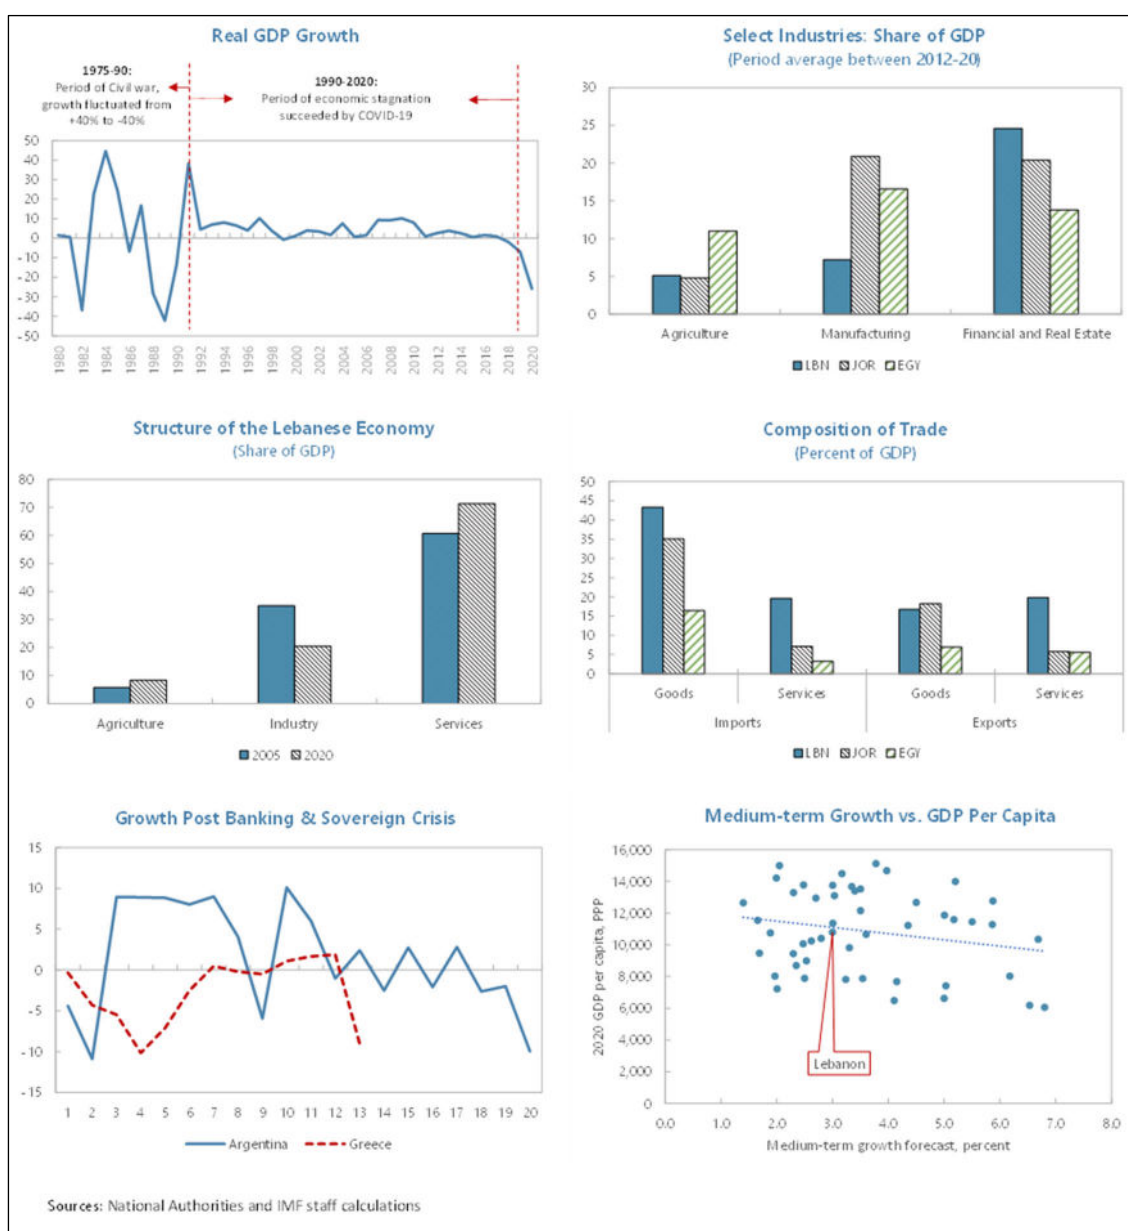 Real GDP Growth
1975-90:
Period of Civil war,
growth fluctuated from
+40% to -40%
1990-2020:
Period of economic stagnation
succeeded by COVID-19
50
40
30
20
10
0
-10
-20
-30
-40
-50
1980
1982
1984
1986
1988
1990
1992
1994
1996
1998
2000
2002
2004
2006
2008
2010
2012
2014
2016
2018
2020
Select Industries: Share of GDP
(Period average between 2012-20)
30
25
20
15
10
5
0
Agriculture Manufacturing Financial and Real Estate
LBN JOR EGY
Structure of the Lebanese Economy
(Share of GDP)
80
70
60
50
40
30
20
10
0
Agriculture Industry Services
2005 2020
Composition of Trade
(Percent of GDP)
50
45
40
35
30
25
20
15
10
5
0
Goods Services Goods Services
Imports Exports
LBN JOR EGY
Growth Post Banking & Sovereign Crisis
15
10
5
0
-5
-10
-15
1 2 3 4 5 6 7 8 9 10 11 12 13 14 15 16 17 18 19 20
Argentina Greece
Medium-term Growth vs. GDP Per Capita
2020 GDP per capita, PPP
16,000
14,000
12,000
10,000
8,000
6,000
4,000
2,000
0
Lebanon
0.0 1.0 2.0 3.0 4.0 5.0 6.0 7.0 8.0
Medium-term growth forecast, percent
Sources: National Authorities and IMF staff calculations